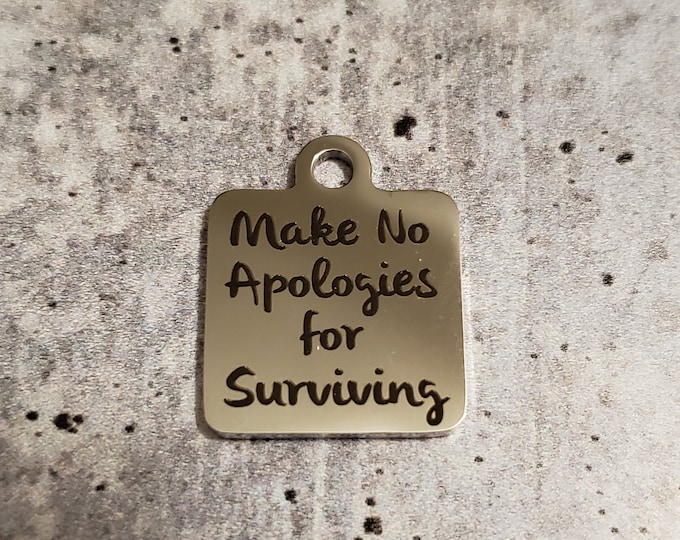 Make No
Apologies
for
Surviving